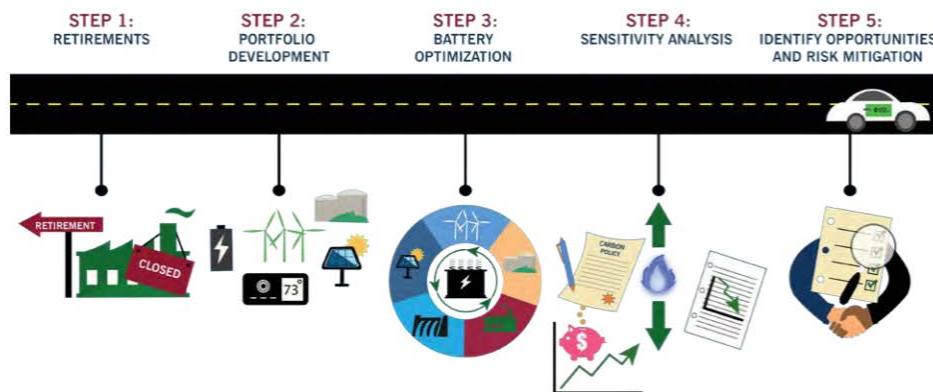 STEP 1:
RETIREMENTS
STEP 2:
PORTFOLIO
DEVELOPMENT
STEP 3:
BATTERY
OPTIMIZATION
STEP 4:
SENSITIVITY ANALYSIS
STEP 5:
IDENTIFY OPPORTUNITIES
AND RISK MITIGATION
RETIREMENT
CLOSED
73°
CARBON
POLICE
$